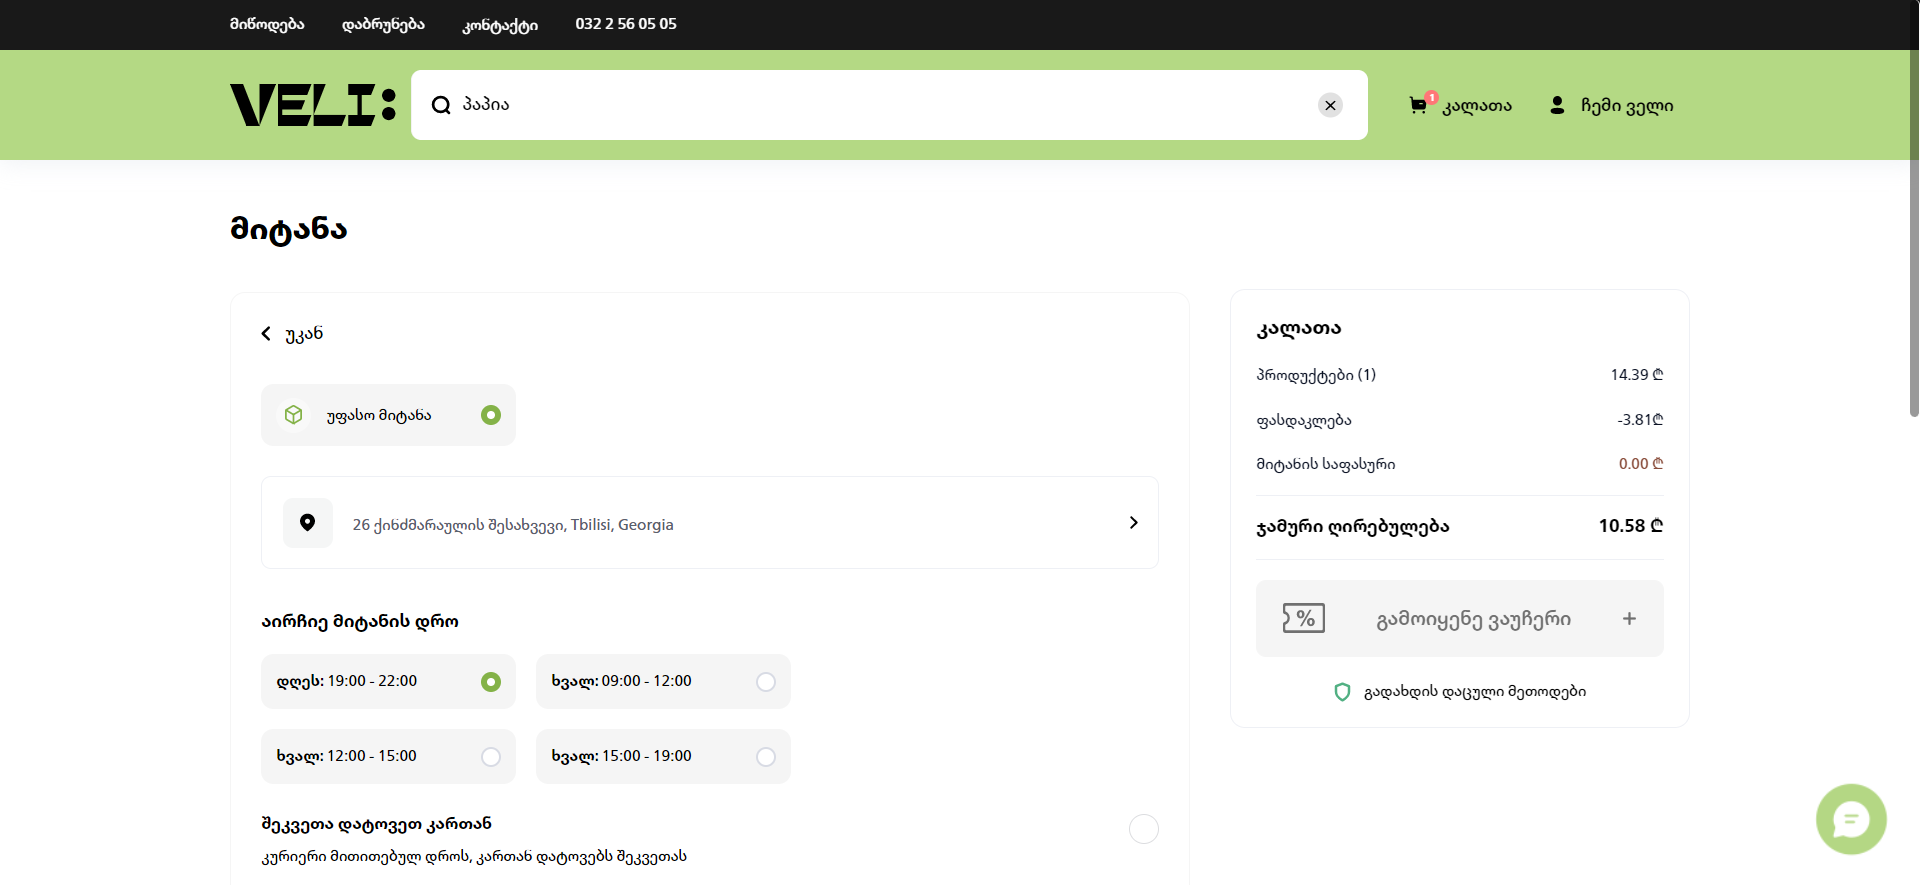 მიწოდება დაბრუნება კონტაქტი 032 2 56 05 05
VELI:
პაპია
1
კალათა
ჩემი ველი
მიტანა
უკან
უფასო მიტანა
26 ქინძმარაულის შესახვევი, Tbilisi, Georgia
აირჩიე მიტანის დრო
დღეს: 19:00 - 22:00
ხვალ: 09:00 - 12:00
ხვალ: 12:00 - 15:00
ხვალ: 15:00 - 19:00
შეკვეთა დატოვეთ კართან
კურიერი მითითებულ დროს, კართან დატოვებს შეკვეთას
კალათა
პროდუქტები (1) 14.39 ₾
ფასდაკლება -3.81₾
მიტანის საფასური 0.00 ₾
ჯამური ღირებულება 10.58 ₾
% გამოიყენე ვაუჩერი +
გადახდის დაცული მეთოდები